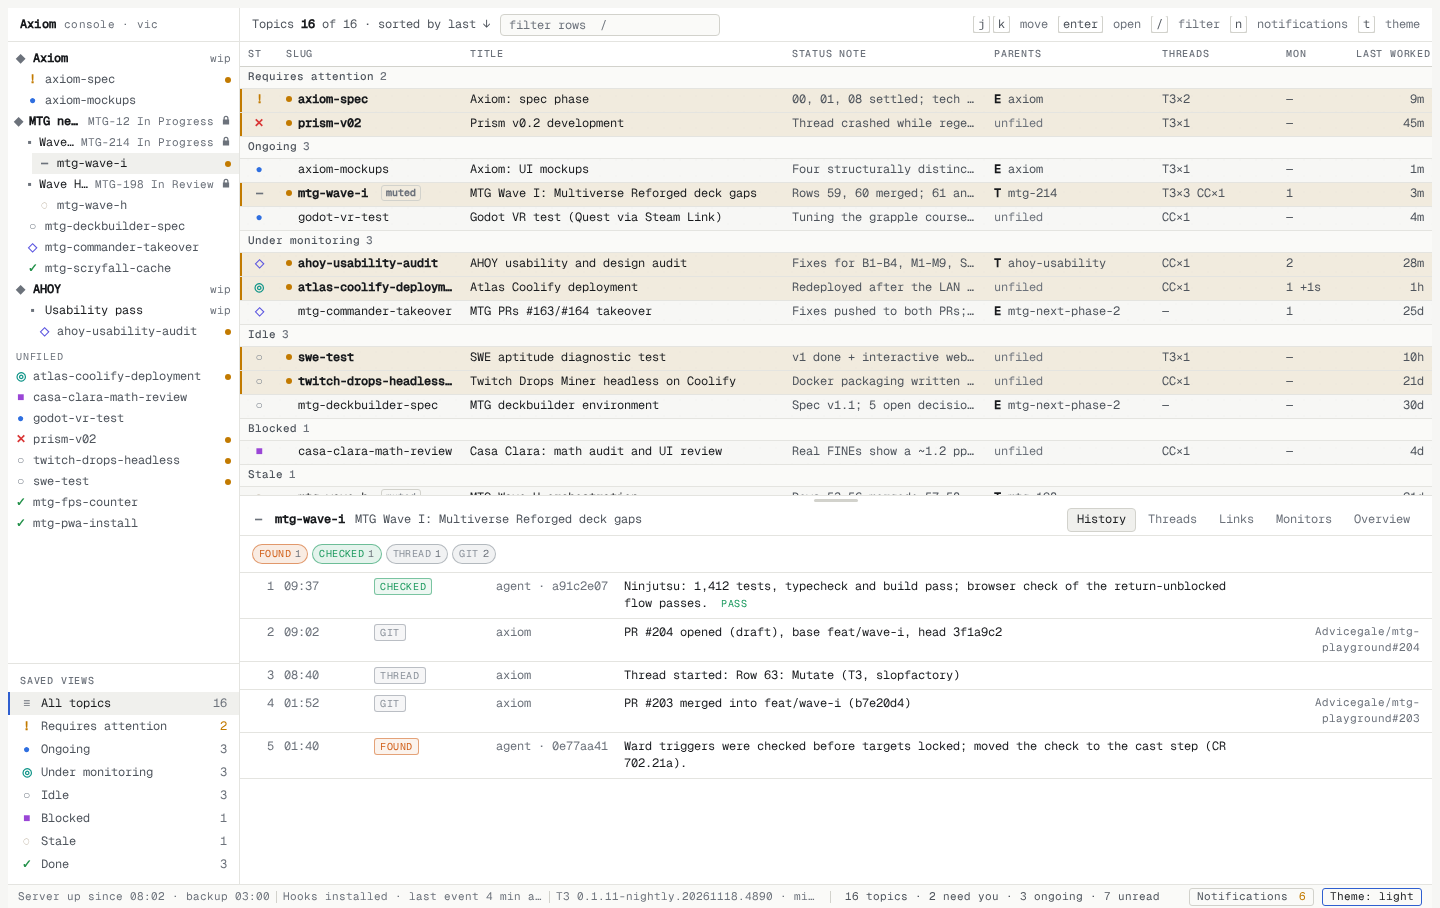 Axiom console · vic
Topics 16 of 16 · sorted by last ↓ filter rows / j k move enter open / filter n notifications t theme
◆ Axiom wip
! axiom-spec
axiom-mockups
◆ MTG ne… MTG-12 In Progress
Wave… MTG-214 In Progress
– mtg-wave-i
Wave H… MTG-198 In Review
mtg-wave-h
○ mtg-deckbuilder-spec
◇ mtg-commander-takeover
✓ mtg-scryfall-cache
◆ AHOY wip
Usability pass wip
◇ ahoy-usability-audit
UNFILED
◎ atlas-coolify-deployment
■ casa-clara-math-review
● godot-vr-test
✕ prism-v02
○ twitch-drops-headless
○ swe-test
✓ mtg-fps-counter
✓ mtg-pwa-install
SAVED VIEWS
≡ All topics 16
! Requires attention 2
● Ongoing 3
◎ Under monitoring 3
○ Idle 3
■ Blocked 1
Stale 1
✓ Done 3
ST SLUG TITLE STATUS NOTE PARENTS THREADS MON LAST WORKED
Requires attention 2
! axiom-spec Axiom: spec phase 00, 01, 08 settled; tech … E axiom T3×2 — 9m
✕ prism-v02 Prism v0.2 development Thread crashed while rege… unfiled T3×1 — 45m
Ongoing 3
● axiom-mockups Axiom: UI mockups Four structurally distinc… E axiom T3×1 — 1m
– mtg-wave-i muted MTG Wave I: Multiverse Reforged deck gaps Rows 59, 60 merged; 61 an… T mtg-214 T3×3 CC×1 1 3m
● godot-vr-test Godot VR test (Quest via Steam Link) Tuning the grapple course… unfiled CC×1 — 4m
Under monitoring 3
◇ ahoy-usability-audit AHOY usability and design audit Fixes for B1–B4, M1–M9, S… T ahoy-usability CC×1 2 28m
◎ atlas-coolify-deploym… Atlas Coolify deployment Redeployed after the LAN … unfiled CC×1 1 +1s 1h
◇ mtg-commander-takeover MTG PRs #163/#164 takeover Fixes pushed to both PRs;… E mtg-next-phase-2 — 1 25d
Idle 3
○ swe-test SWE aptitude diagnostic test v1 done + interactive web… unfiled T3×1 — 10h
○ twitch-drops-headless… Twitch Drops Miner headless on Coolify Docker packaging written … unfiled CC×1 — 21d
○ mtg-deckbuilder-spec MTG deckbuilder environment Spec v1.1; 5 open decisio… E mtg-next-phase-2 — — 30d
Blocked 1
■ casa-clara-math-review Casa Clara: math audit and UI review Real FINEs show a ~1.2 pp… unfiled CC×1 — 4d
Stale 1
– mtg-wave-i MTG Wave I: Multiverse Reforged deck gaps History Threads Links Monitors Overview
FOUND 1 CHECKED 1 THREAD 1 GIT 2
1 09:37 CHECKED agent · a91c2e07 Ninjutsu: 1,412 tests, typecheck and build pass; browser check of the return-unblocked
flow passes. PASS
2 09:02 GIT axiom PR #204 opened (draft), base feat/wave-i, head 3f1a9c2 Advicegale/mtg-
playground#204
3 08:40 THREAD axiom Thread started: Row 63: Mutate (T3, slopfactory)
4 01:52 GIT axiom PR #203 merged into feat/wave-i (b7e20d4) Advicegale/mtg-
playground#203
5 01:40 FOUND agent · 0e77aa41 Ward triggers were checked before targets locked; moved the check to the cast step (CR
702.21a).
Server up since 08:02 · backup 03:00 Hooks installed · last event 4 min a… T3 0.1.11-nightly.20261118.4890 · mi… 16 topics · 2 need you · 3 ongoing · 7 unread Notifications 6 Theme: light